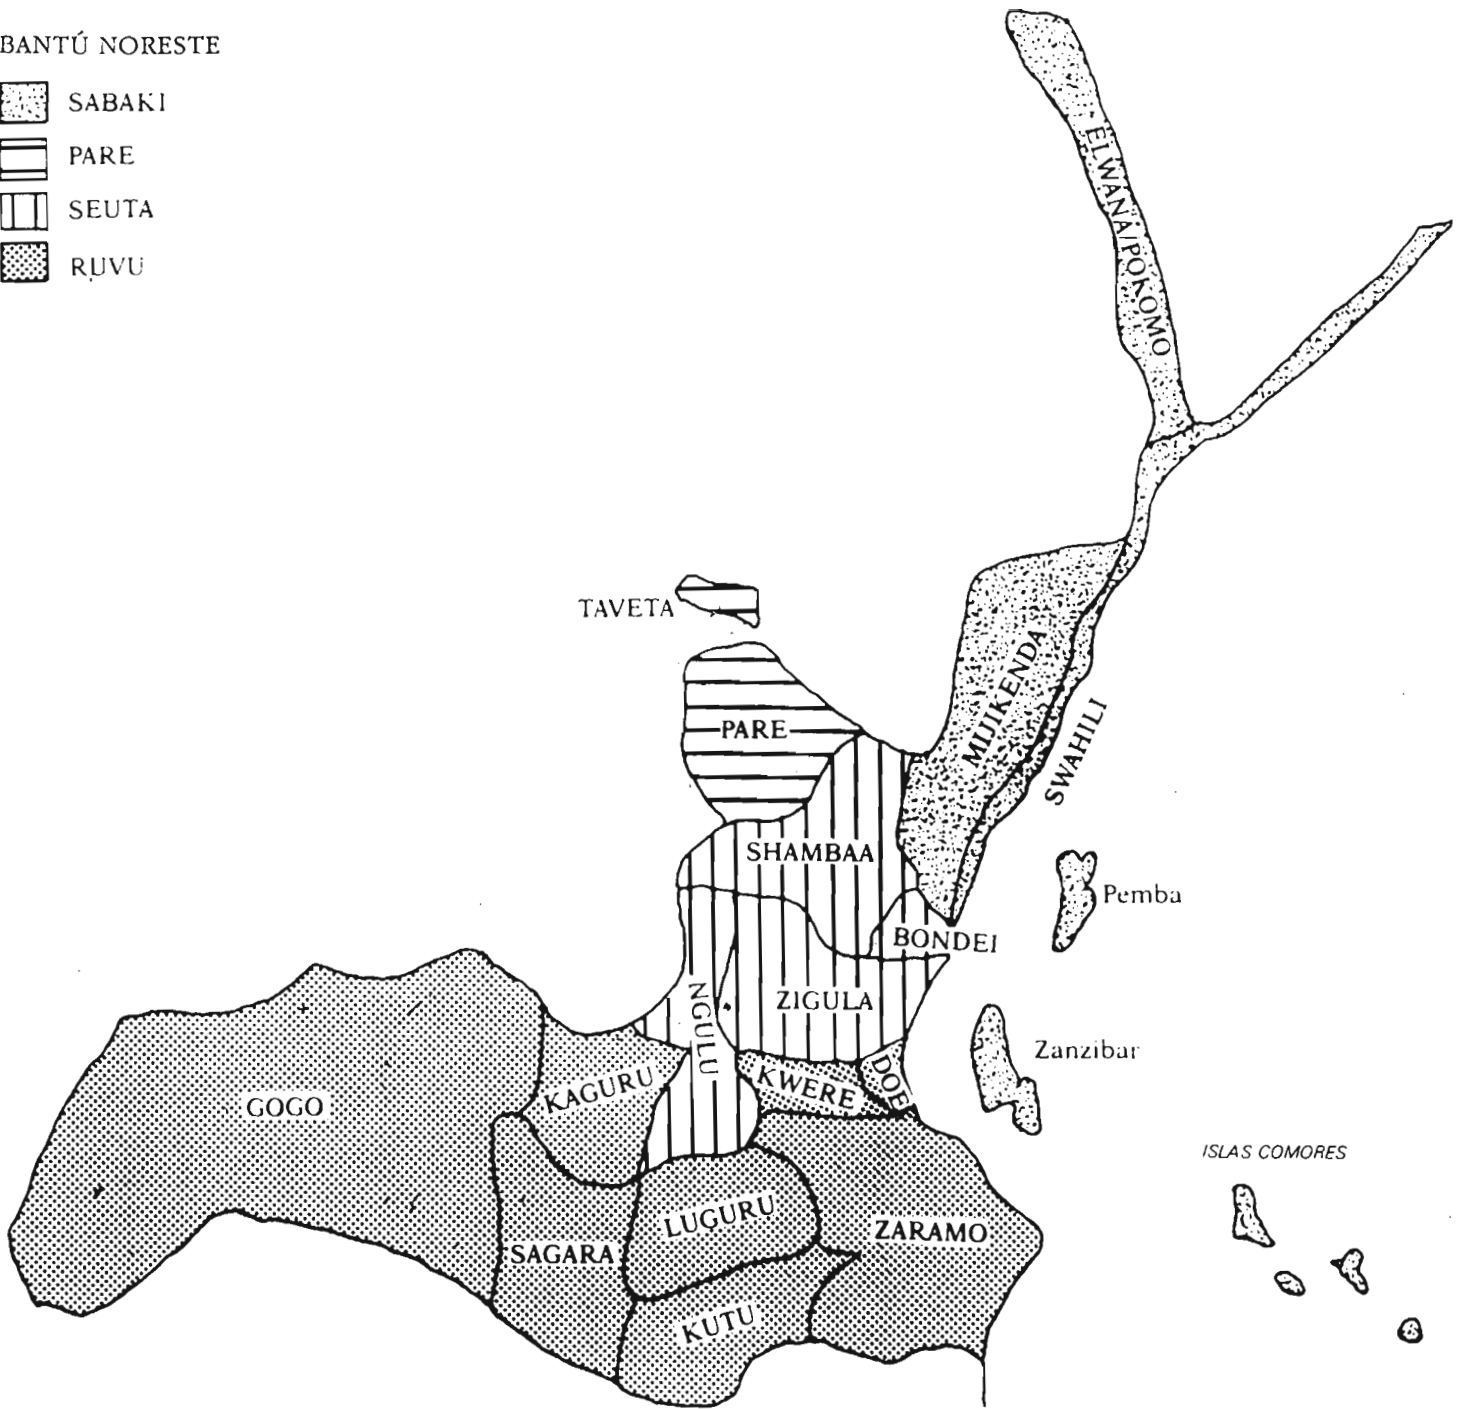 BANTÚ NORESTE
SABAKI
PARE
SEUTA
RUVU
ELWANA/POKOMO
TAVETA
MIJIKENDA
SWAHILI
PARE
SHAMBAA
Pemba
BONDEI
NGULU
ZIGULA
Zanzibar
KAGURU
KWERE
DOE
GOGO
ISLAS COMORES
LUGURU
ZARAMO
SAGARA
KUTU